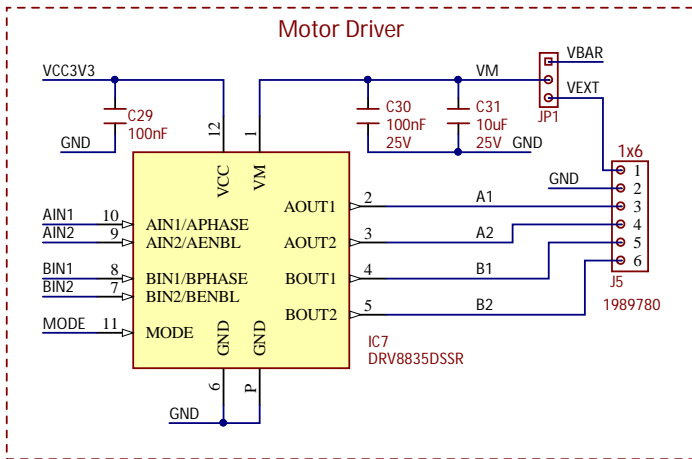 Motor Driver
VCC3V3
VM
VBAR
VEXT
C29
100nF
GND
C30
100nF
25V
C31
10uF
25V
GND
JP1
12
1
VCC
VM
1x6
1
GND
2
3
4
5
6
J5
1989780
AIN1
10
AIN1/APHASE
AIN2
9
AIN2/AENBL
BIN1
8
BIN1/BPHASE
BIN2
7
BIN2/BENBL
MODE
11
MODE
AOUT1
2
A1
AOUT2
3
A2
BOUT1
4
B1
BOUT2
5
B2
GND
GND
6
P
GND
IC7
DRV8835DSSR